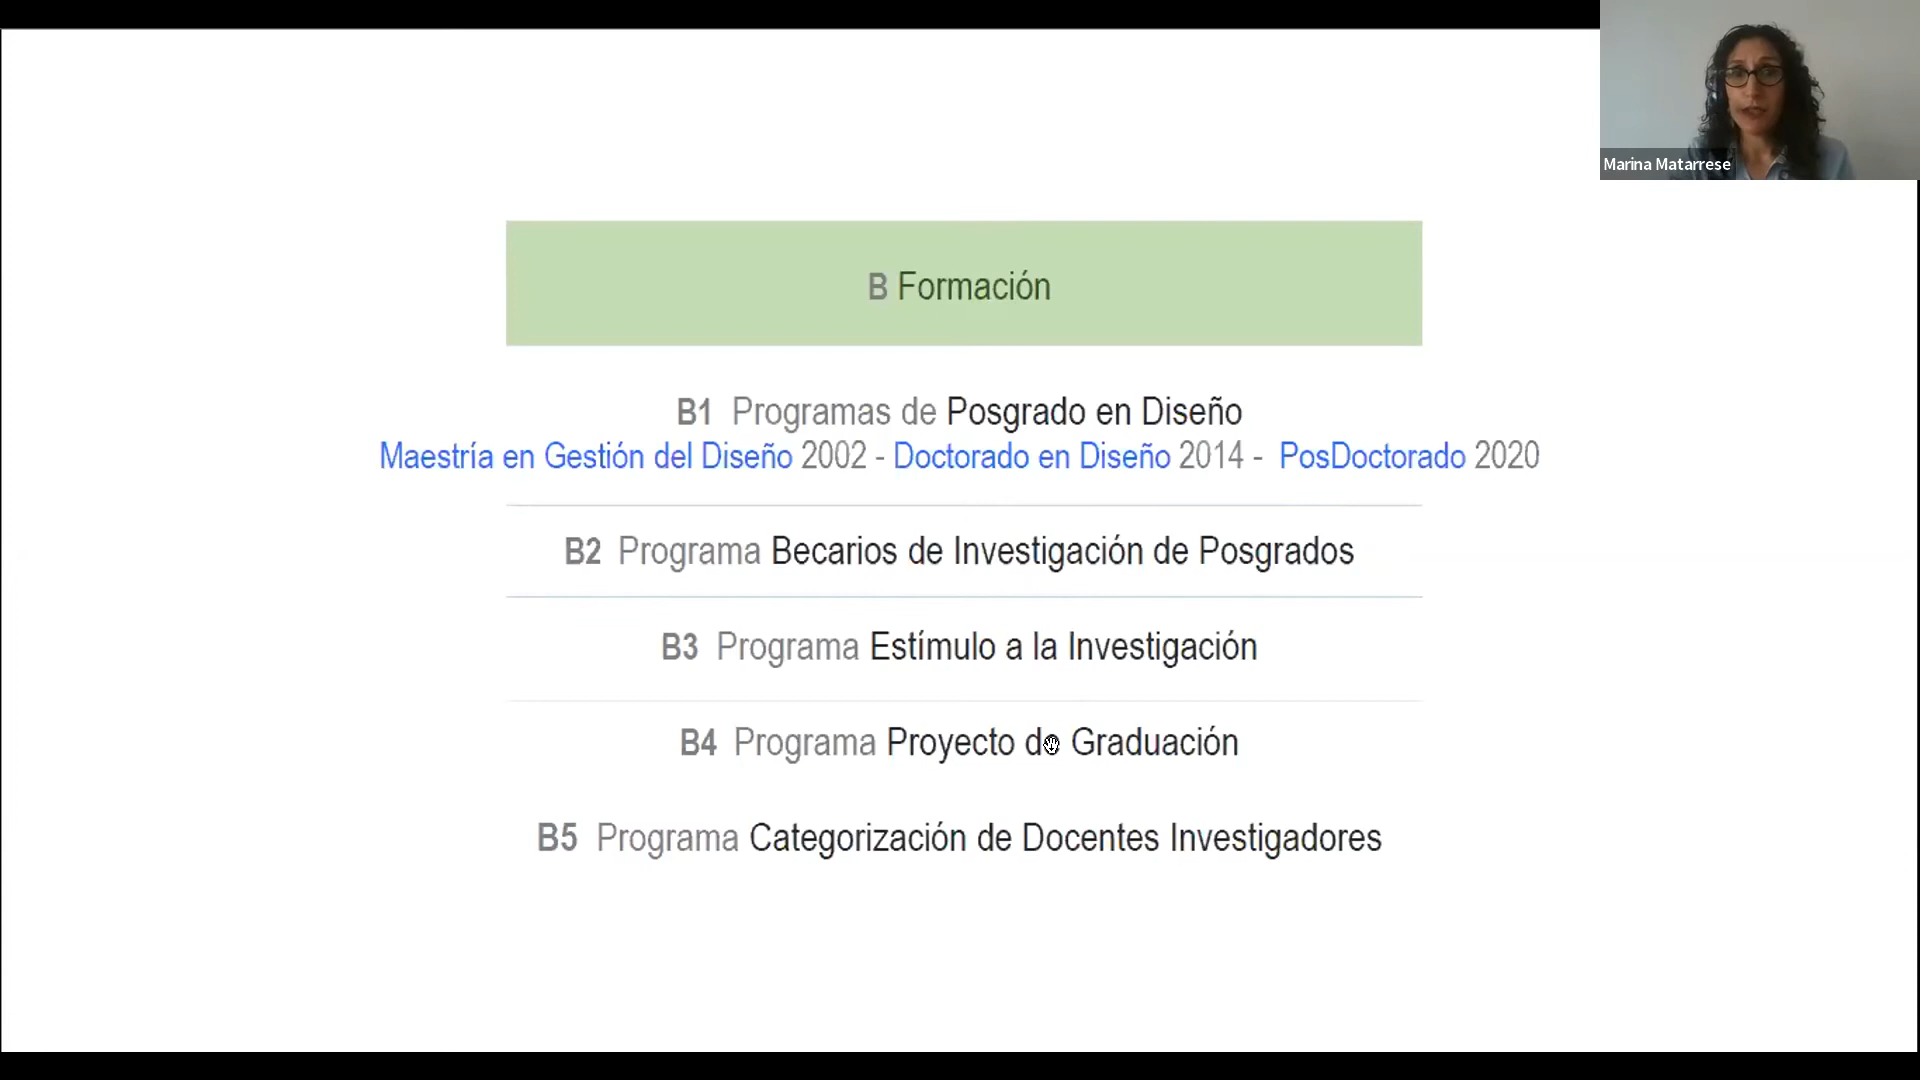 Marina Matarrese
B Formación
B1 Programas de Posgrado en Diseño
Maestría en Gestión del Diseño 2002 - Doctorado en Diseño 2014 - PosDoctorado 2020
B2 Programa Becarios de Investigación de Posgrados
B3 Programa Estímulo a la Investigación
B4 Programa Proyecto de Graduación
B5 Programa Categorización de Docentes Investigadores